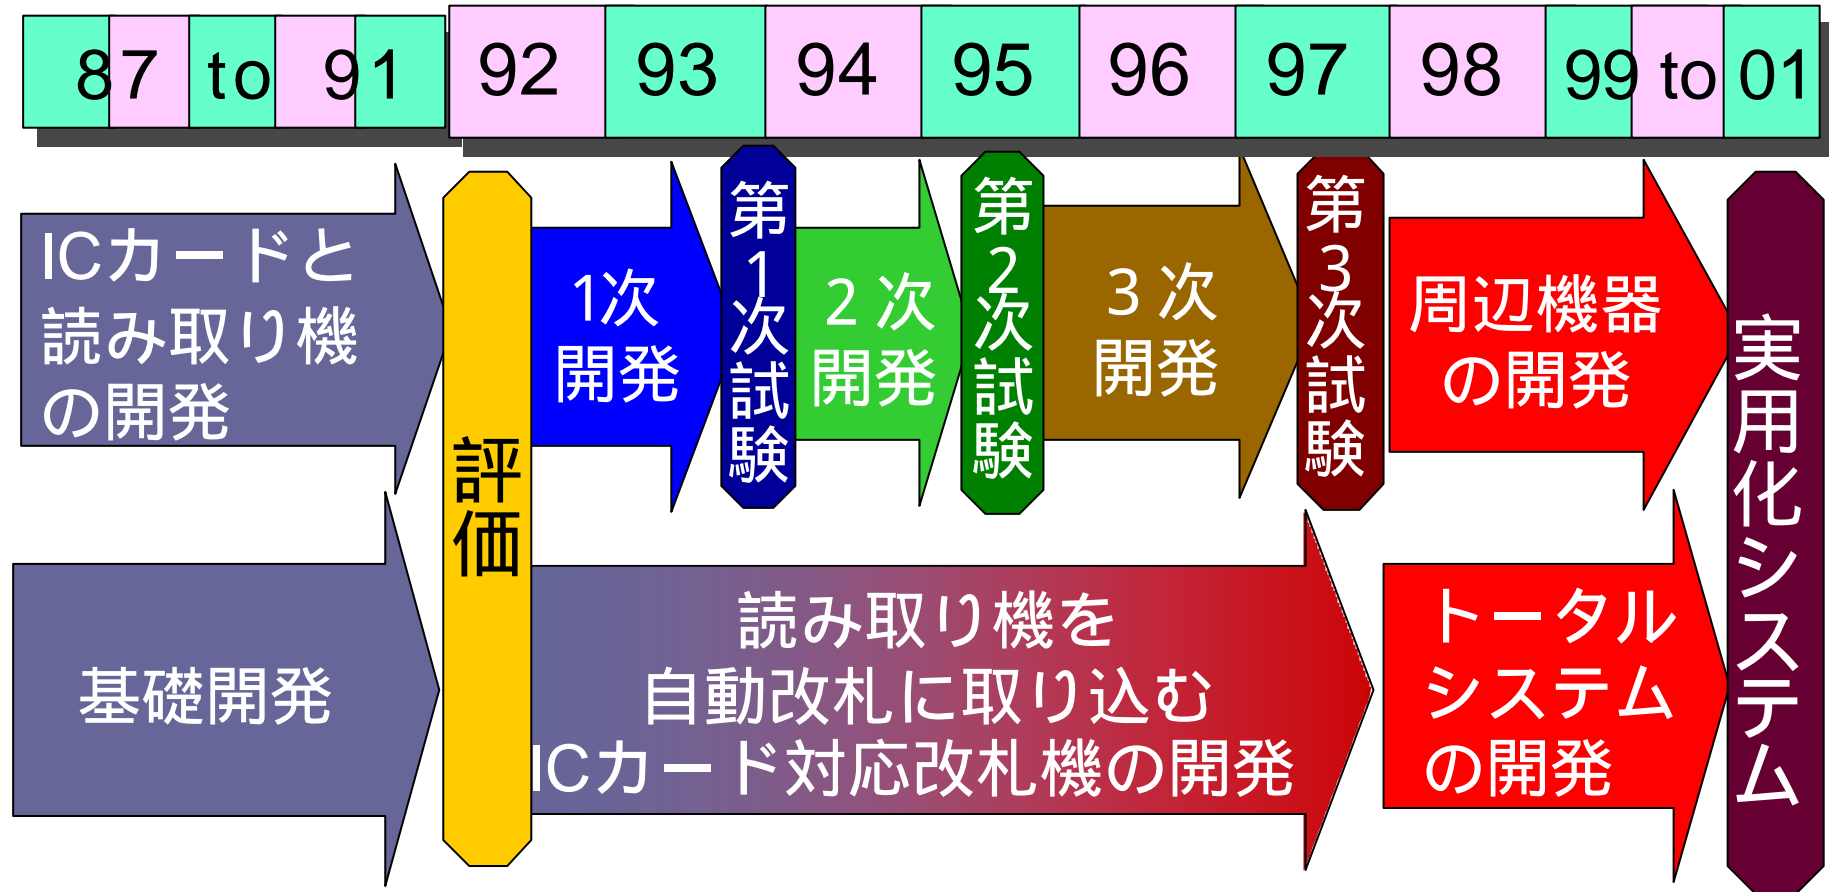 87 to 91 92 93 94 95 96 97 98 99 to 01
ICカードと
読み取り機
の開発
評価
1次
開発
第1次試験
2次
開発
第2次試験
3次
開発
第3次試験
周辺機器
の開発
実用化システム
基礎開発
読み取り機を
自動改札に取り込む
ICカード対応改札機の開発
トータル
システム
の開発